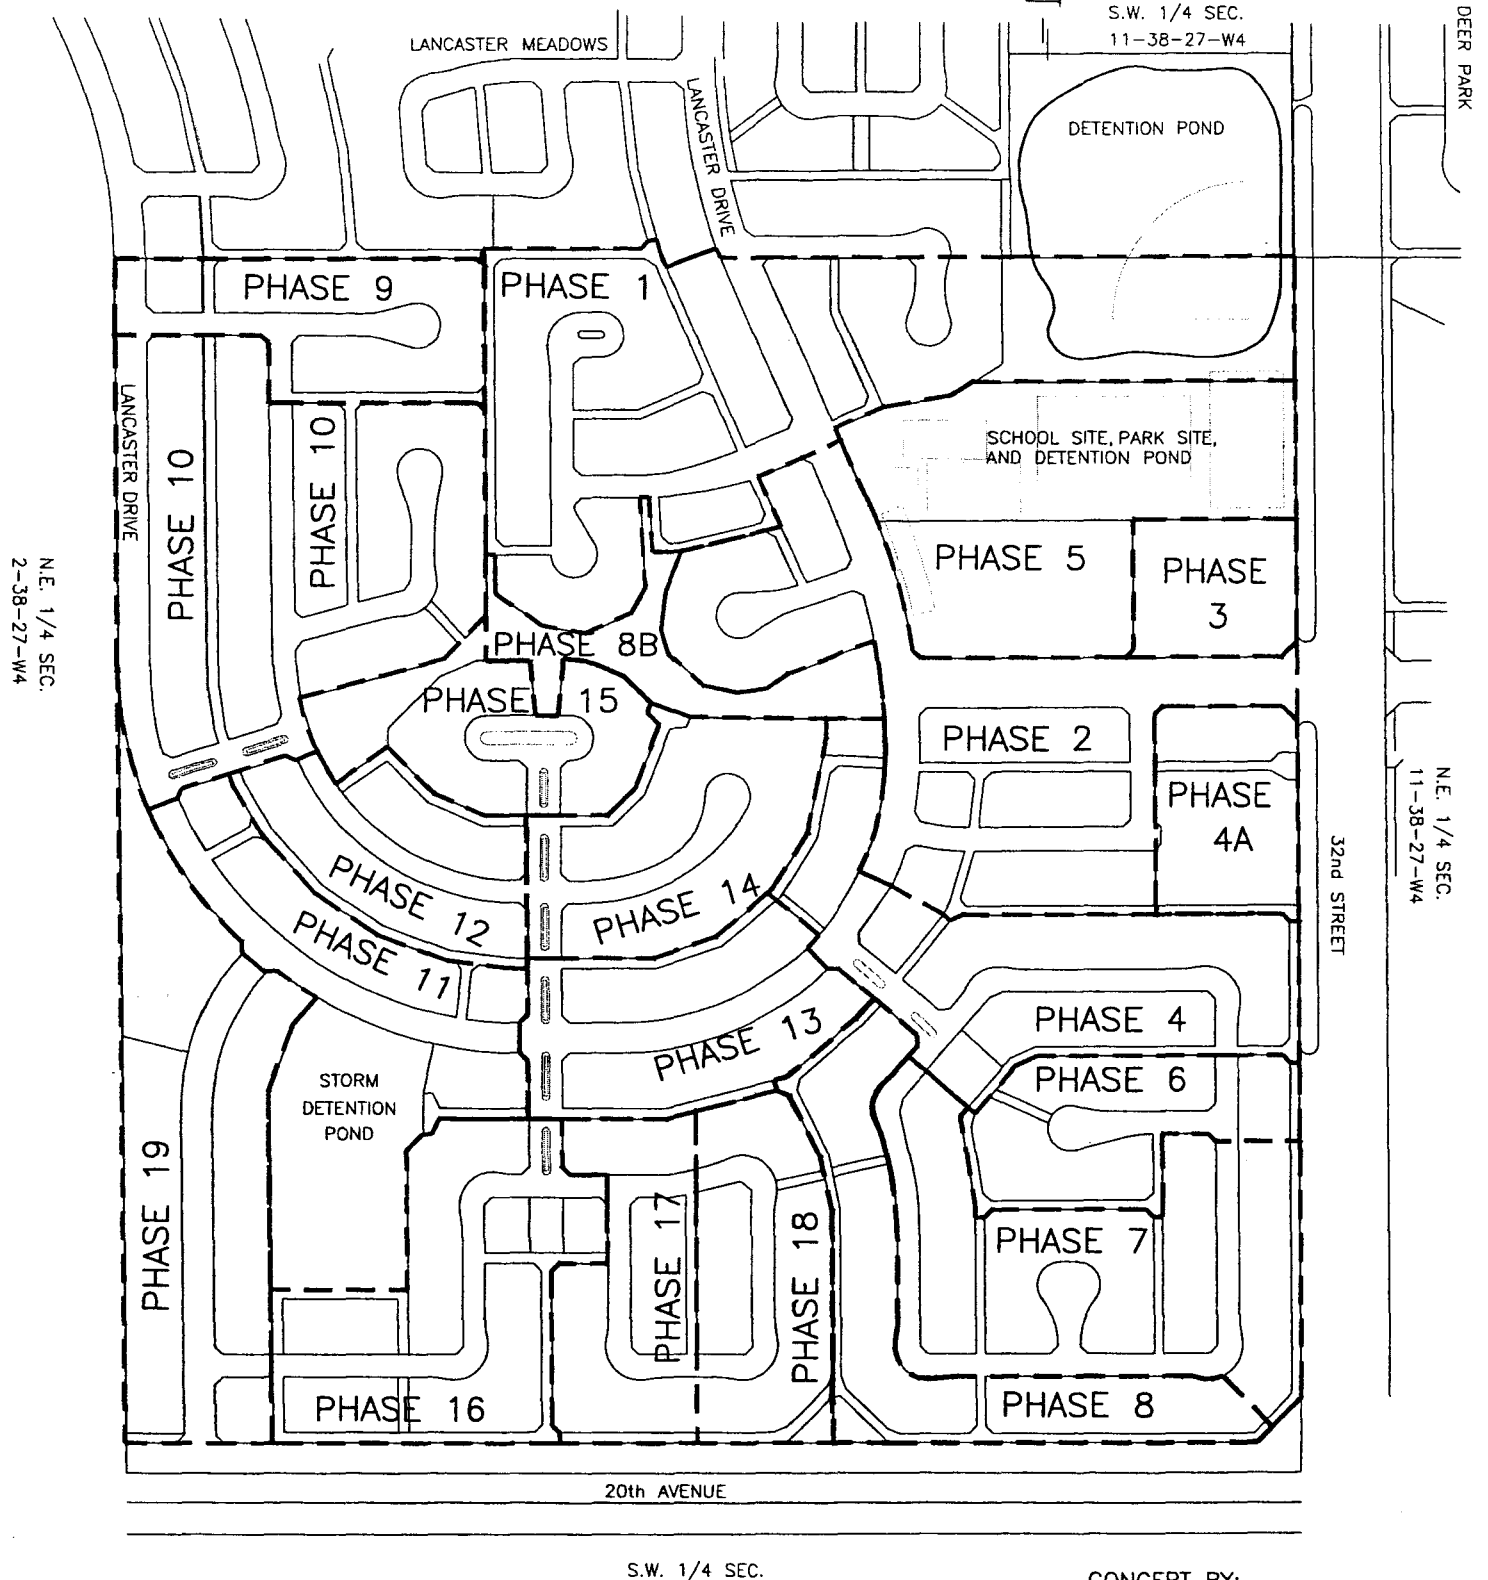 S.W. 1/4 SEC.
11-38-27-W4
DEER PARK
LANCASTER MEADOWS
LANCASTER DRIVE
DETENTION POND
PHASE 9
PHASE 1
LANCASTER DRIVE
PHASE 10
PHASE 10
SCHOOL SITE, PARK SITE,
AND DETENTION POND
PHASE 5
PHASE
3
N.E. 1/4 SEC.
2-38-27-W4
PHASE 8B
PHASE 15
PHASE 2
PHASE
4A
N.E. 1/4 SEC.
11-38-27-W4
32nd STREET
PHASE 12
PHASE 14
PHASE 11
PHASE 13
PHASE 4
PHASE 6
STORM
DETENTION
POND
PHASE 19
PHASE 17
PHASE 18
PHASE 7
PHASE 16
PHASE 8
20th AVENUE
S.W. 1/4 SEC.
CONCEPT BY: